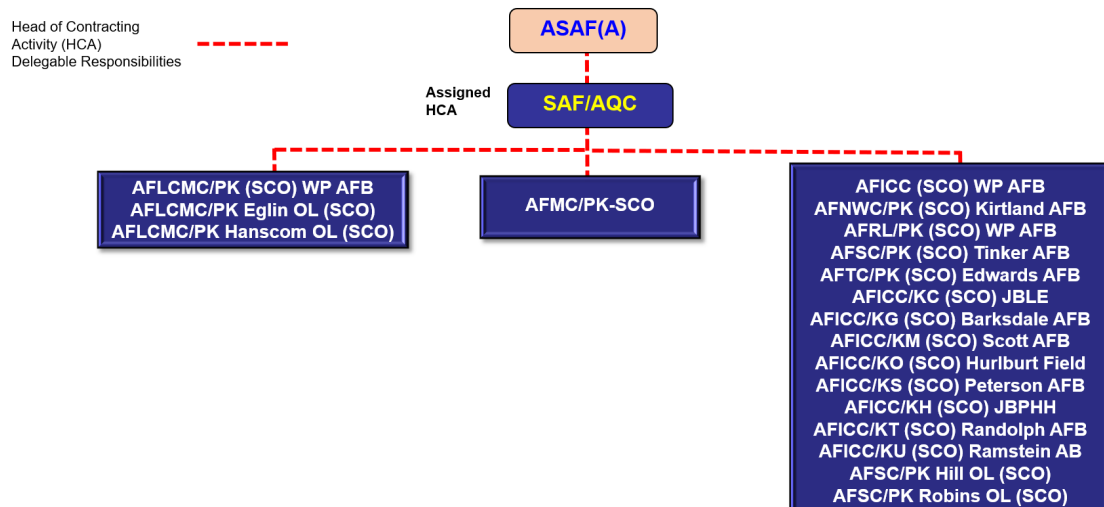 Head of Contracting
Activity (HCA)
Delegable Responsibilities
ASAF(A)
Assigned
HCA
SAF/AQC
AFLCMC/PK (SCO) WP AFB
AFLCMC/PK Eglin OL (SCO)
AFLCMC/PK Hanscom OL (SCO)
AFMC/PK-SCO
AFICC (SCO) WP AFB
AFNWC/PK (SCO) Kirtland AFB
AFRL/PK (SCO) WP AFB
AFSC/PK (SCO) Tinker AFB
AFTC/PK (SCO) Edwards AFB
AFICC/KC (SCO) JBLE
AFICC/KG (SCO) Barksdale AFB
AFICC/KM (SCO) Scott AFB
AFICC/KO (SCO) Hurlburt Field
AFICC/KS (SCO) Peterson AFB
AFICC/KH (SCO) JBPHH
AFICC/KT (SCO) Randolph AFB
AFICC/KU (SCO) Ramstein AB
AFSC/PK Hill OL (SCO)
AFSC/PK Robins OL (SCO)